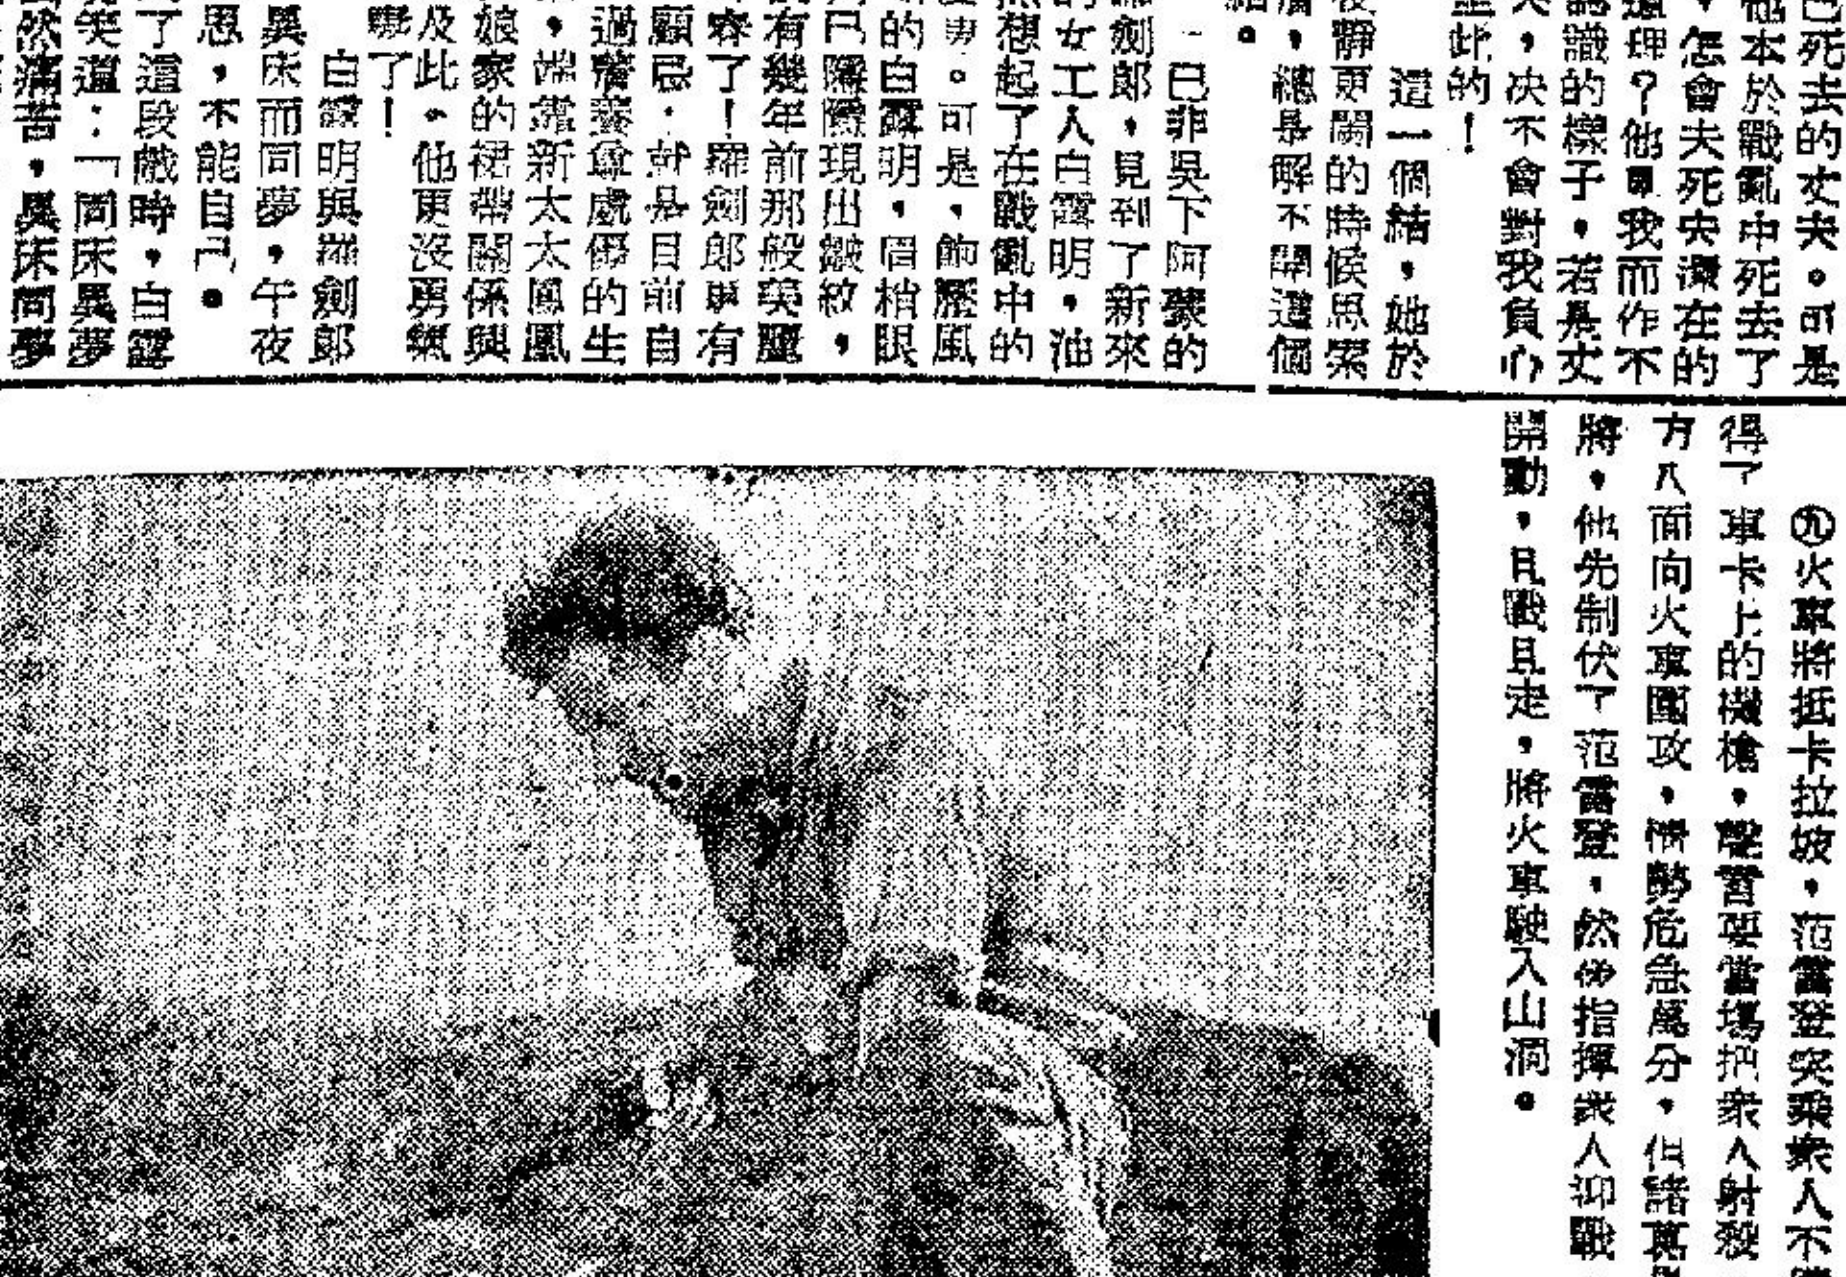 已死去的丈夫。可是
他本於戰亂中死去了
，怎會夫死央還在的
道理？他
我而作不
認識的樣子，若是丈
夫，决不會對我負心
至此的！
這一個結，她於
夜靜更闌的時候思索
，總是解不開這個
結。
已非吳下阿蒙的
羅劍郎，見到了新來
的女工人白露明，油
然想起了在戰亂中的
。可是，飾歷風
的白露明，眉梢眼
已隱隱現出皺紋，
有幾年前那般美麗
容了！羅劍郎更有
顧忌，就是目前自
過着養尊處優的生
，端靠新太太鳳凰
娘家的裙帶關係與
及此。他更沒勇氣
了！
白露明與羅劍郎
異床而同夢，午夜
思，不能自己。
了這段戲時，白露
笑道：「同床異夢
然痛苦，異床同夢
㊈火車將抵卡拉坡，范雷登突乘衆人不
得了車卡上的機槍，聲言要當場把衆人射殺
方八面向火車圍攻，情勢危急萬分，但諸葛
將，他先制伏了范雷登，然後指揮衆人迎戰
開動，且戰且走，將火車駛入山洞。